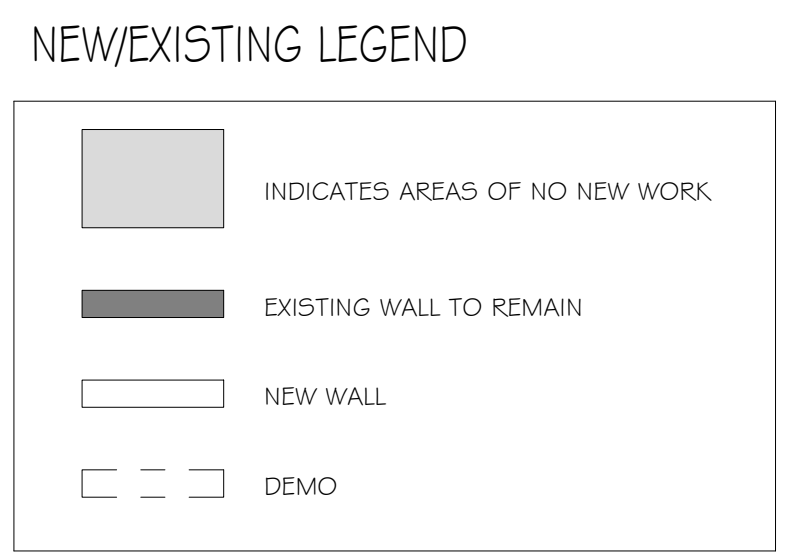 NEW/EXISTING LEGEND
INDICATES AREAS OF NO NEW WORK
EXISTING WALL TO REMAIN
NEW WALL
DEMO